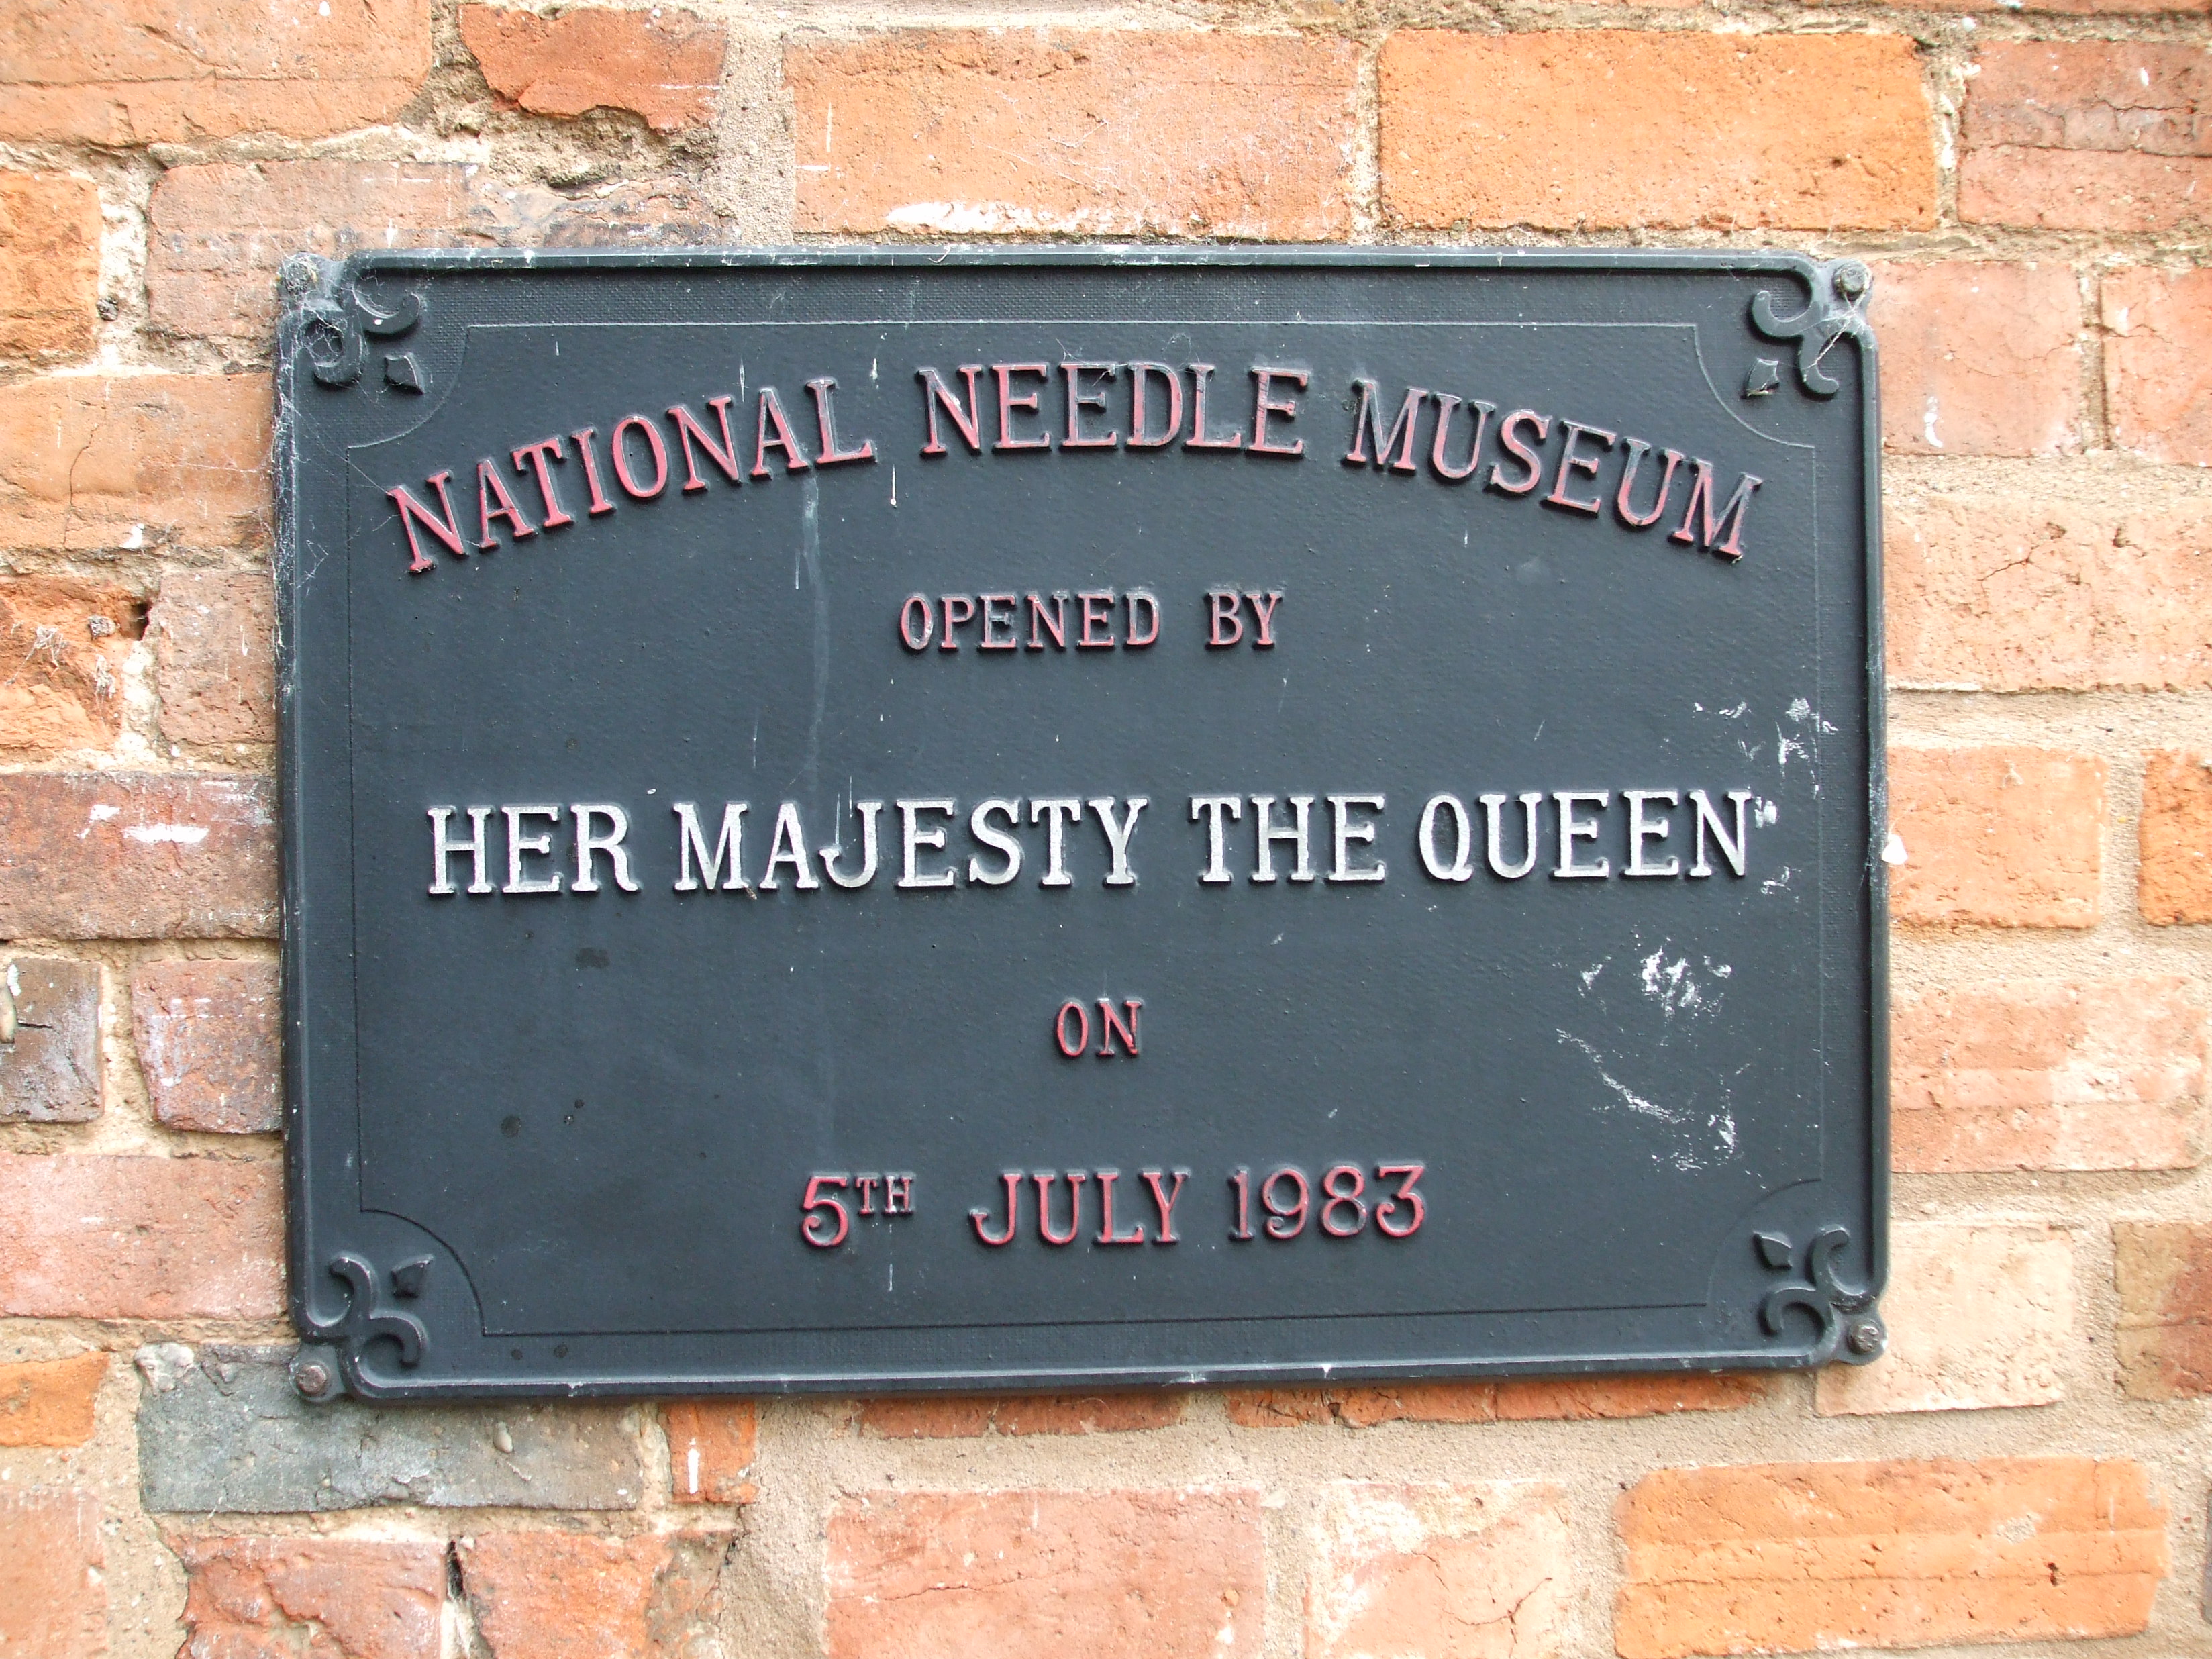 NATIONAL NEEDLE MUSEUM
OPENED BY
HER MAJESTY THE QUEEN
ON
5TH JULY 1983